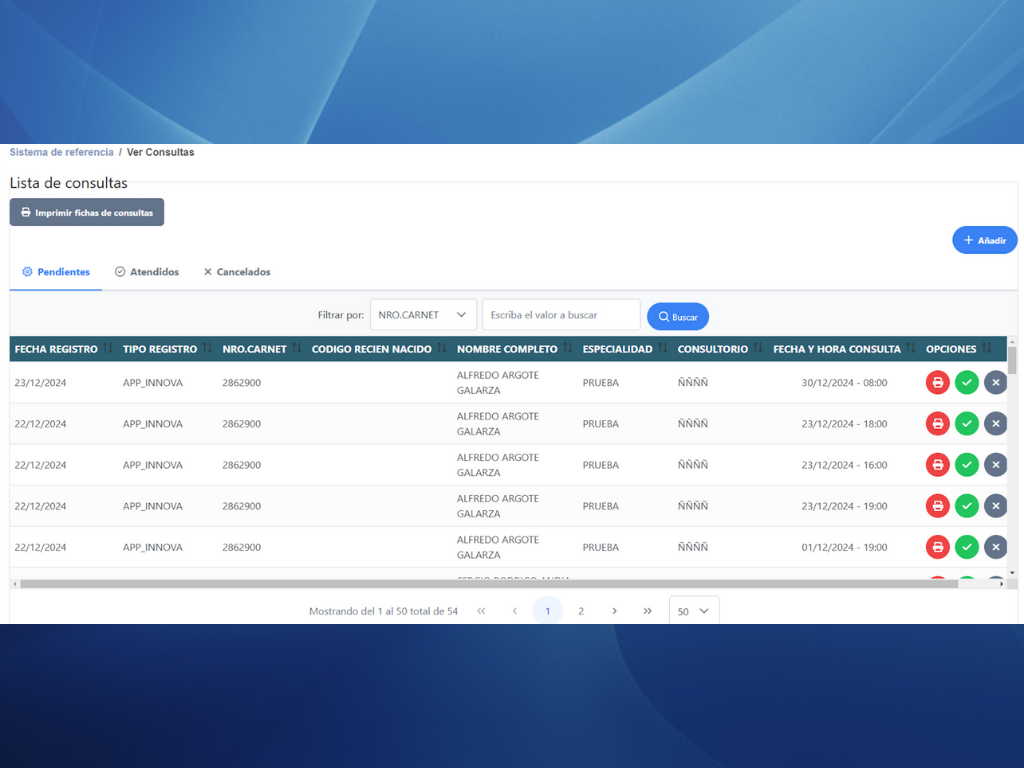 Sistema de referencia / Ver Consultas
Lista de consultas
Imprimir fichas de consultas
Añadir
Pendientes Atendidos Cancelados
Filtrar por: NRO.CARNET Escriba el valor a buscar Buscar
FECHA REGISTRO TIPO REGISTRO NRO.CARNET CODIGO RECIEN NACIDO NOMBRE COMPLETO ESPECIALIDAD CONSULTORIO FECHA Y HORA CONSULTA OPCIONES
23/12/2024 APP_INNOVA 2862900 ALFREDO ARGOTE GALARZA PRUEBA ÑÑÑÑ 30/12/2024 - 08:00
22/12/2024 APP_INNOVA 2862900 ALFREDO ARGOTE GALARZA PRUEBA ÑÑÑÑ 23/12/2024 - 18:00
22/12/2024 APP_INNOVA 2862900 ALFREDO ARGOTE GALARZA PRUEBA ÑÑÑÑ 23/12/2024 - 16:00
22/12/2024 APP_INNOVA 2862900 ALFREDO ARGOTE GALARZA PRUEBA ÑÑÑÑ 23/12/2024 - 19:00
22/12/2024 APP_INNOVA 2862900 ALFREDO ARGOTE GALARZA PRUEBA ÑÑÑÑ 01/12/2024 - 19:00
Mostrando del 1 al 50 total de 54 1 2 50